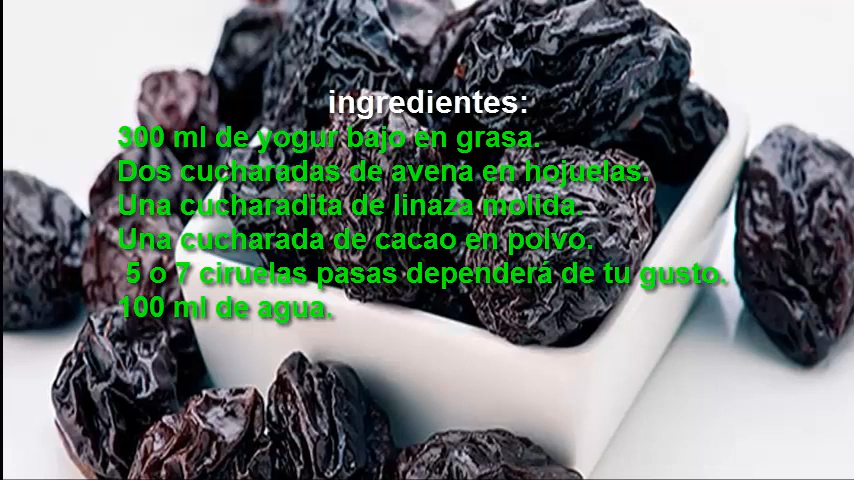 ingredientes:
300 ml de yogur bajo en grasa.
Dos cucharadas de avena en hojuelas.
Una cucharadita de linaza molida.
Una cucharada de cacao en polvo.
5 o 7 ciruelas pasas dependerá de tu gusto.
100 ml de agua.